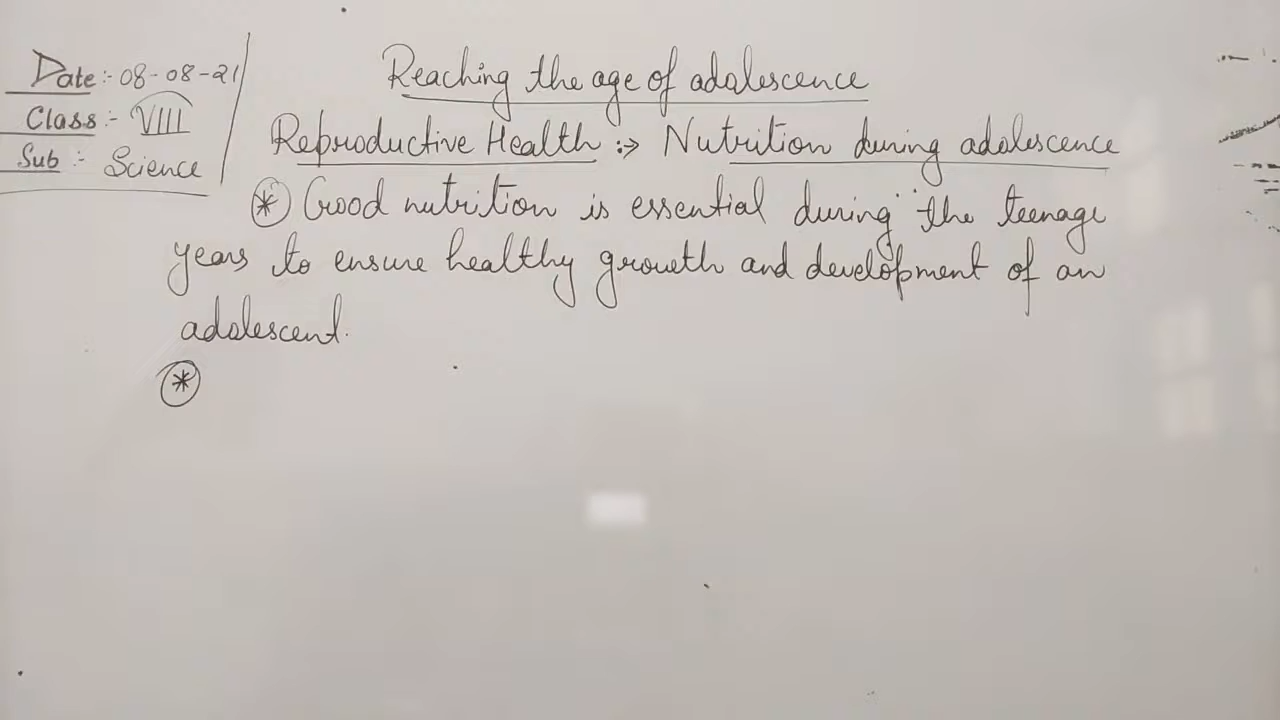 Date :- 08-08-21
Class :- VIII
Sub :- Science
Reaching the age of adolescence
Reproductive Health :-> Nutrition during adolescence
* Good nutrition is essential during the teenage
years to ensure healthy growth and development of an
adolescent.
*